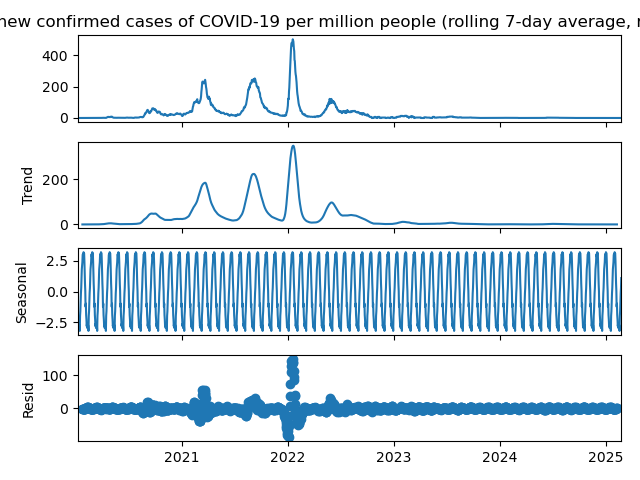 new confirmed cases of COVID-19 per million people (rolling 7-day average,
400
200
0
Trend
200
0
Seasonal
2.5
0.0
−2.5
Resid
100
0
2021 2022 2023 2024 2025